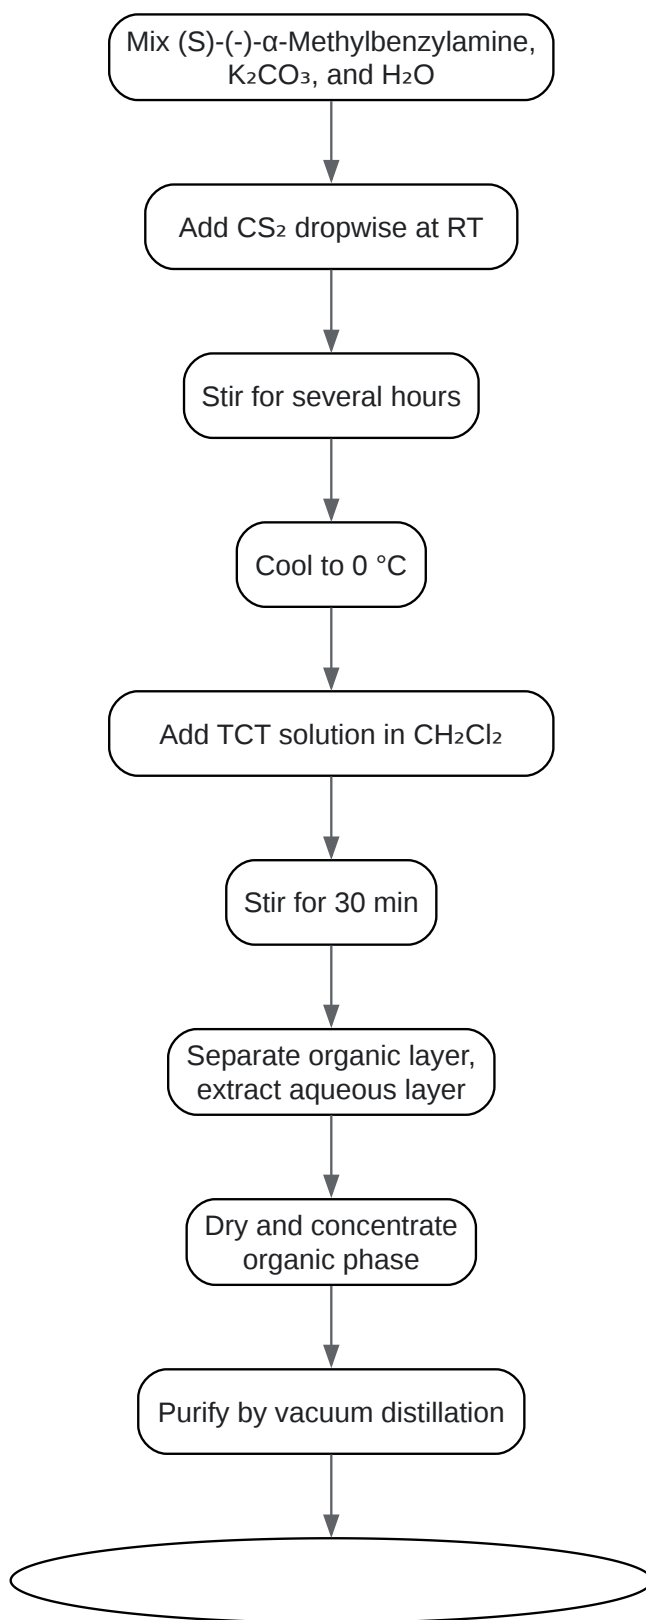 Mix (S)-(-)-α-Methylbenzylamine,
K₂CO₃, and H₂O
Add CS₂ dropwise at RT
Stir for several hours
Cool to 0 °C
Add TCT solution in CH₂Cl₂
Stir for 30 min
Separate organic layer,
extract aqueous layer
Dry and concentrate
organic phase
Purify by vacuum distillation